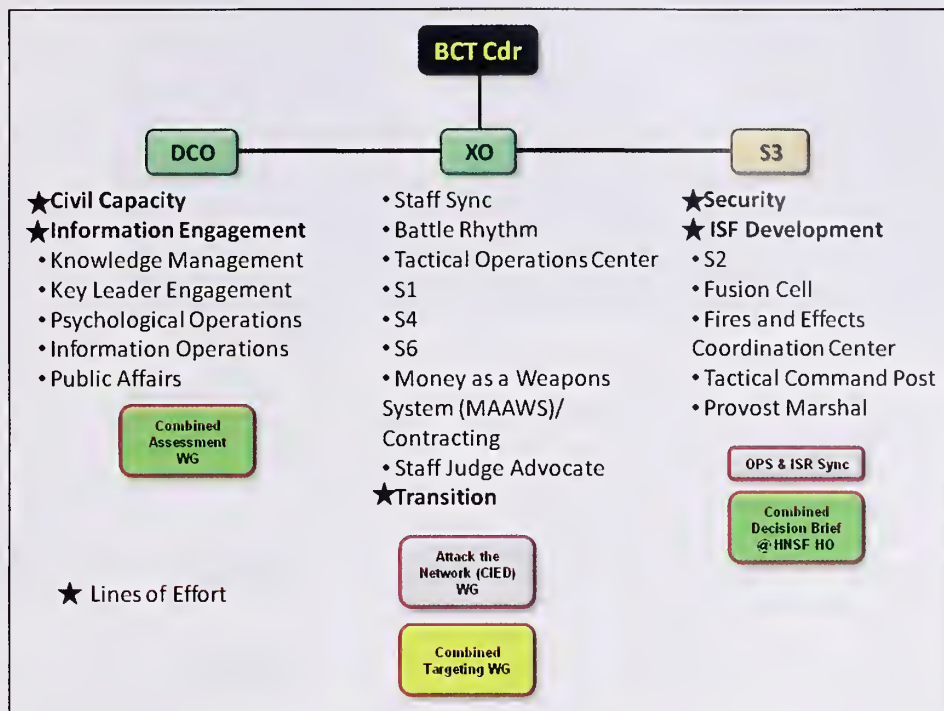 BCT Cdr
DCO
XO
S3
★Civil Capacity
★Information Engagement
• Knowledge Management
• Key Leader Engagement
• Psychological Operations
• Information Operations
• Public Affairs
Combined
Assessment
WG
• Staff Sync
• Battle Rhythm
• Tactical Operations Center
• S1
• S4
• S6
• Money as a Weapons
System (MAAWS)/
Contracting
• Staff Judge Advocate
★Transition
Attack the
Network (CIED)
WG
Combined
Targeting WG
★Security
★ISF Development
• S2
• Fusion Cell
• Fires and Effects
Coordination Center
• Tactical Command Post
• Provost Marshal
OPS & ISR Sync
Combined
Decision Brief
@HNSF HO
★ Lines of Effort